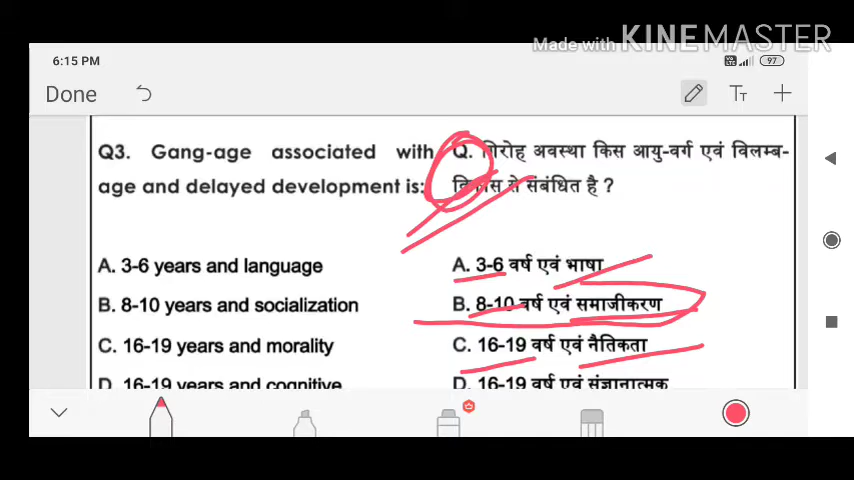 Made with KINEMASTER
6:15 PM
97
Done
Tт
Q3. Gang-age associated with
age and delayed development is:
Q. गिरोह अवस्था किस आयु-वर्ग एवं विलम्ब-
विकास से संबंधित है ?
A. 3-6 years and language
B. 8-10 years and socialization
C. 16-19 years and morality
D. 16-19 years and cognitive
A. 3-6 वर्ष एवं भाषा
B. 8-10 वर्ष एवं समाजीकरण
C. 16-19 वर्ष एवं नैतिकता
D. 16-19 वर्ष एवं संज्ञानात्मक